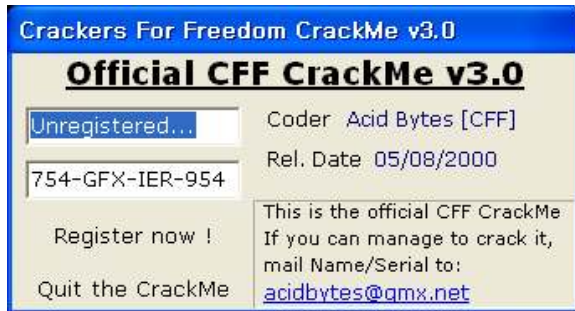 Crackers For Freedom CrackMe v3.0
Official CFF CrackMe v3.0
Unregistered...
754-GFX-IER-954
Register now !
Quit the CrackMe
Coder Acid Bytes [CFF]
Rel. Date 05/08/2000
This is the official CFF CrackMe
If you can manage to crack it,
mail Name/Serial to:
acidbytes@gmx.net